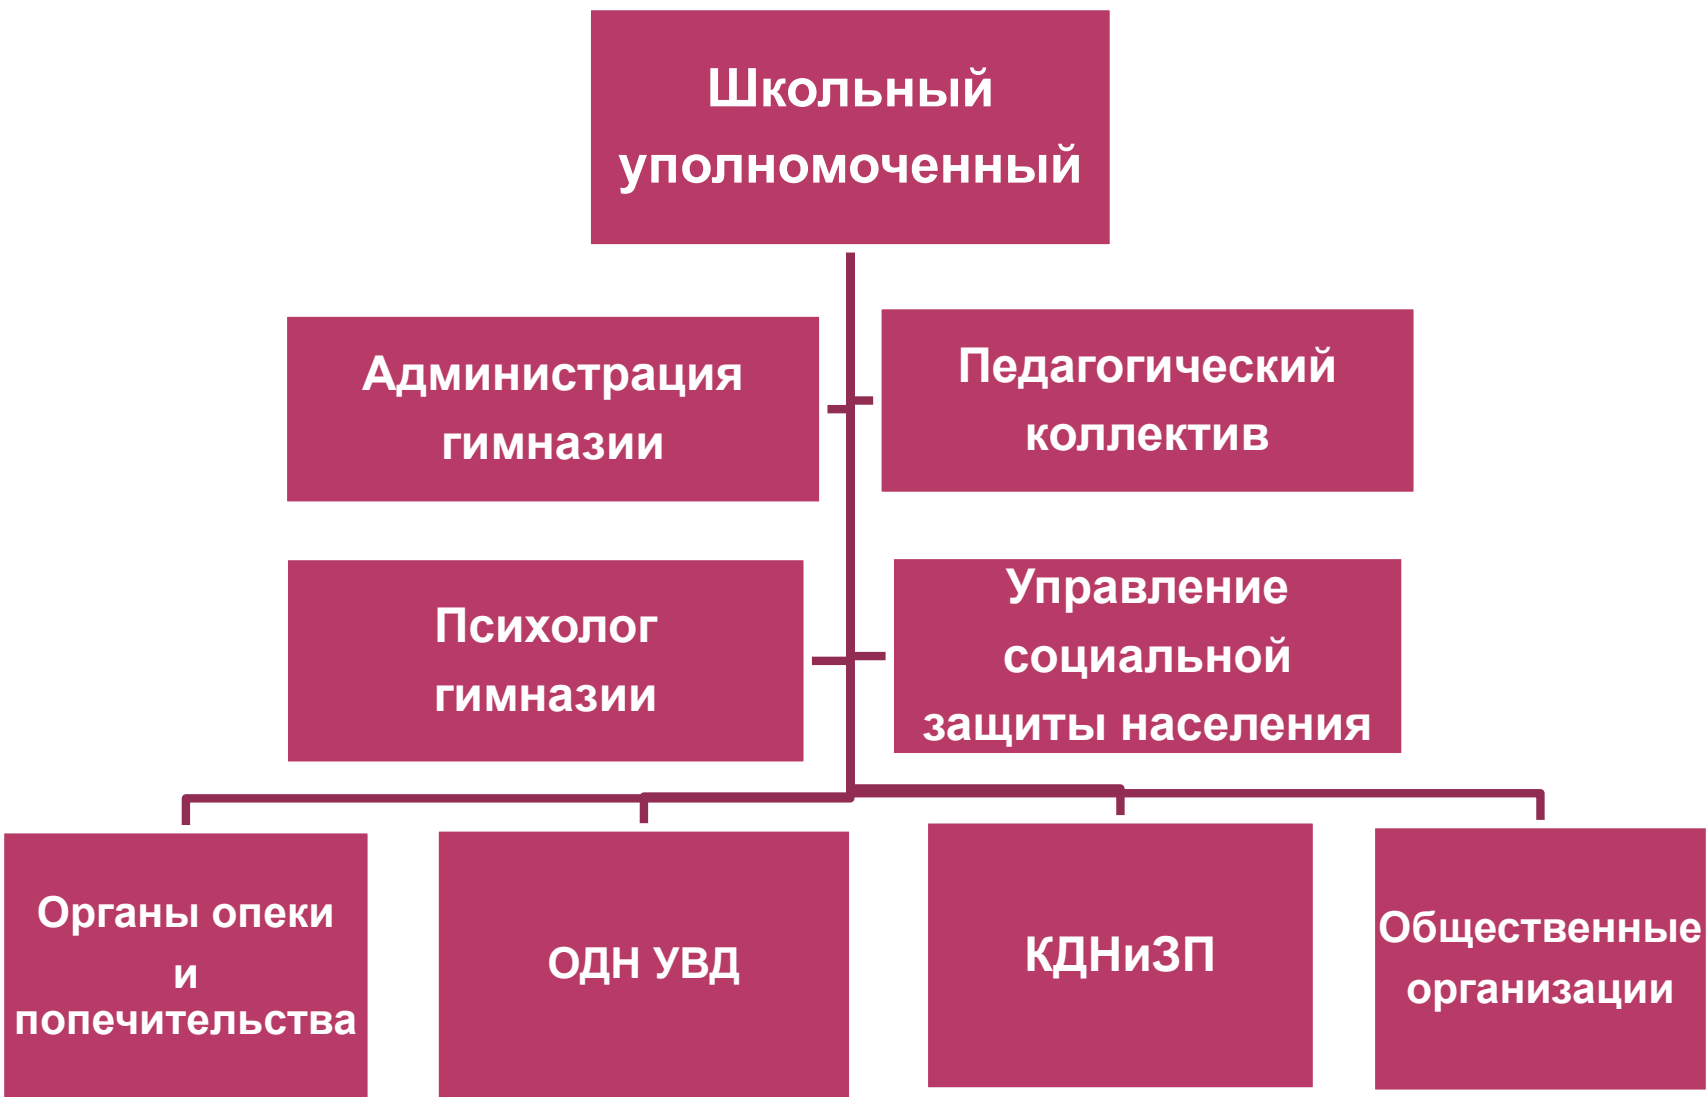 Школьный
уполномоченный
Администрация
гимназии
Педагогический
коллектив
Психолог
гимназии
Управление
социальной
защиты населения
Органы опеки
и
попечительства
ОДН УВД
КДНиЗП
Общественные
организации